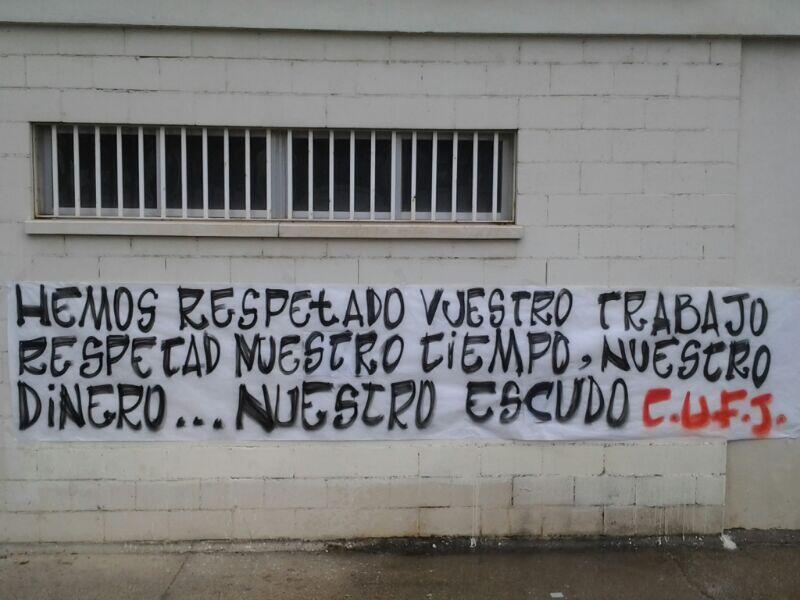 HEMOS RESPETADO VUESTRO TRABAJO
RESPETAD NUESTRO TIEMPO, NUESTRO
DINERO... NUESTRO ESCUDO C.U.F.J.